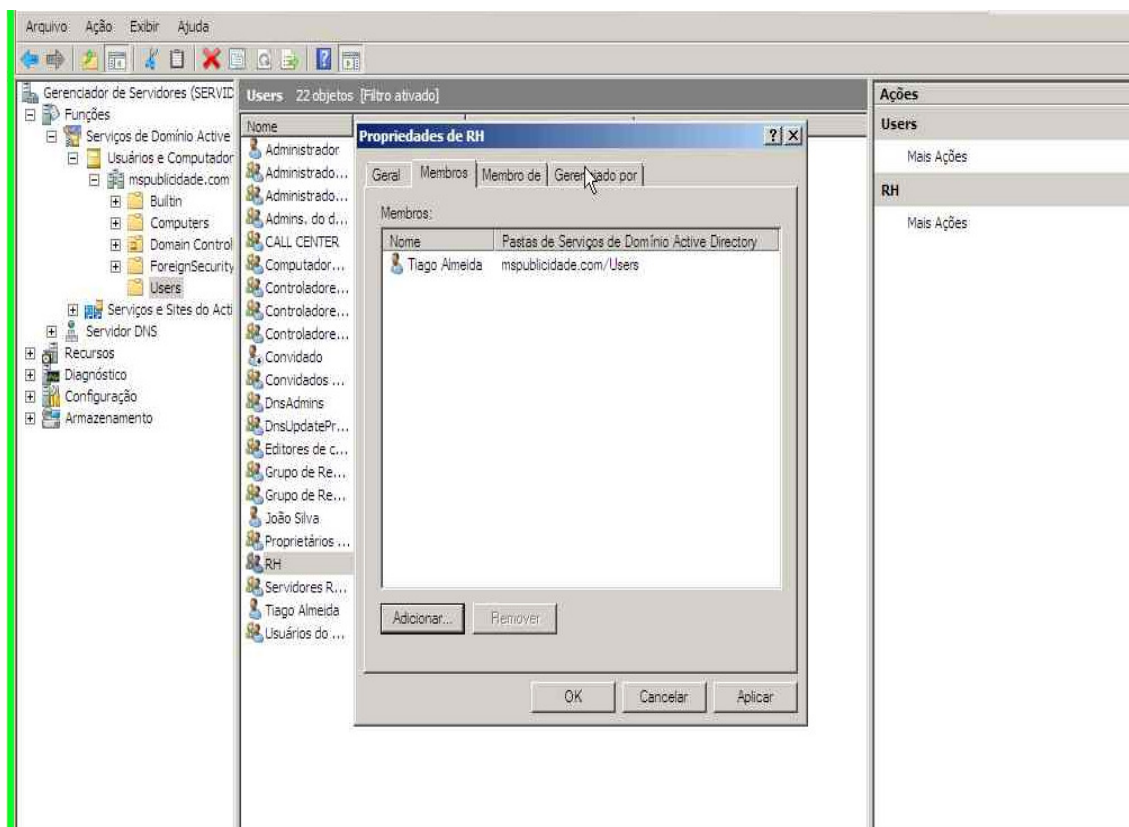 Arquivo Ação Exibir Ajuda
Gerenciador de Servidores (SERVID
Funções
Serviços de Domínio Active
Usuários e Computador
mspublicidade.com
Builtin
Computers
Domain Control
ForeignSecurity
Users
Serviços e Sites do Acti
Servidor DNS
Recursos
Diagnóstico
Configuração
Armazenamento
Users 22 objetos [Filtro ativado]
Nome
Administrador
Administrado...
Administrado...
Admins. do d...
CALL CENTER
Computador...
Controladore...
Controladore...
Controladore...
Convidado
Convidados ...
DnsAdmins
DnsUpdatePr...
Editores de c...
Grupo de Re...
Grupo de Re...
João Silva
Proprietários ...
RH
Servidores R...
Tiago Almeida
Usuários do ...
Propriedades de RH
Geral Membros Membro de Gerenciado por
Membros:
Nome Pastas de Serviços de Domínio Active Directory
Tiago Almeida mspublicidade.com/Users
Adicionar... Remover
OK Cancelar Aplicar
Ações
Users
Mais Ações
RH
Mais Ações